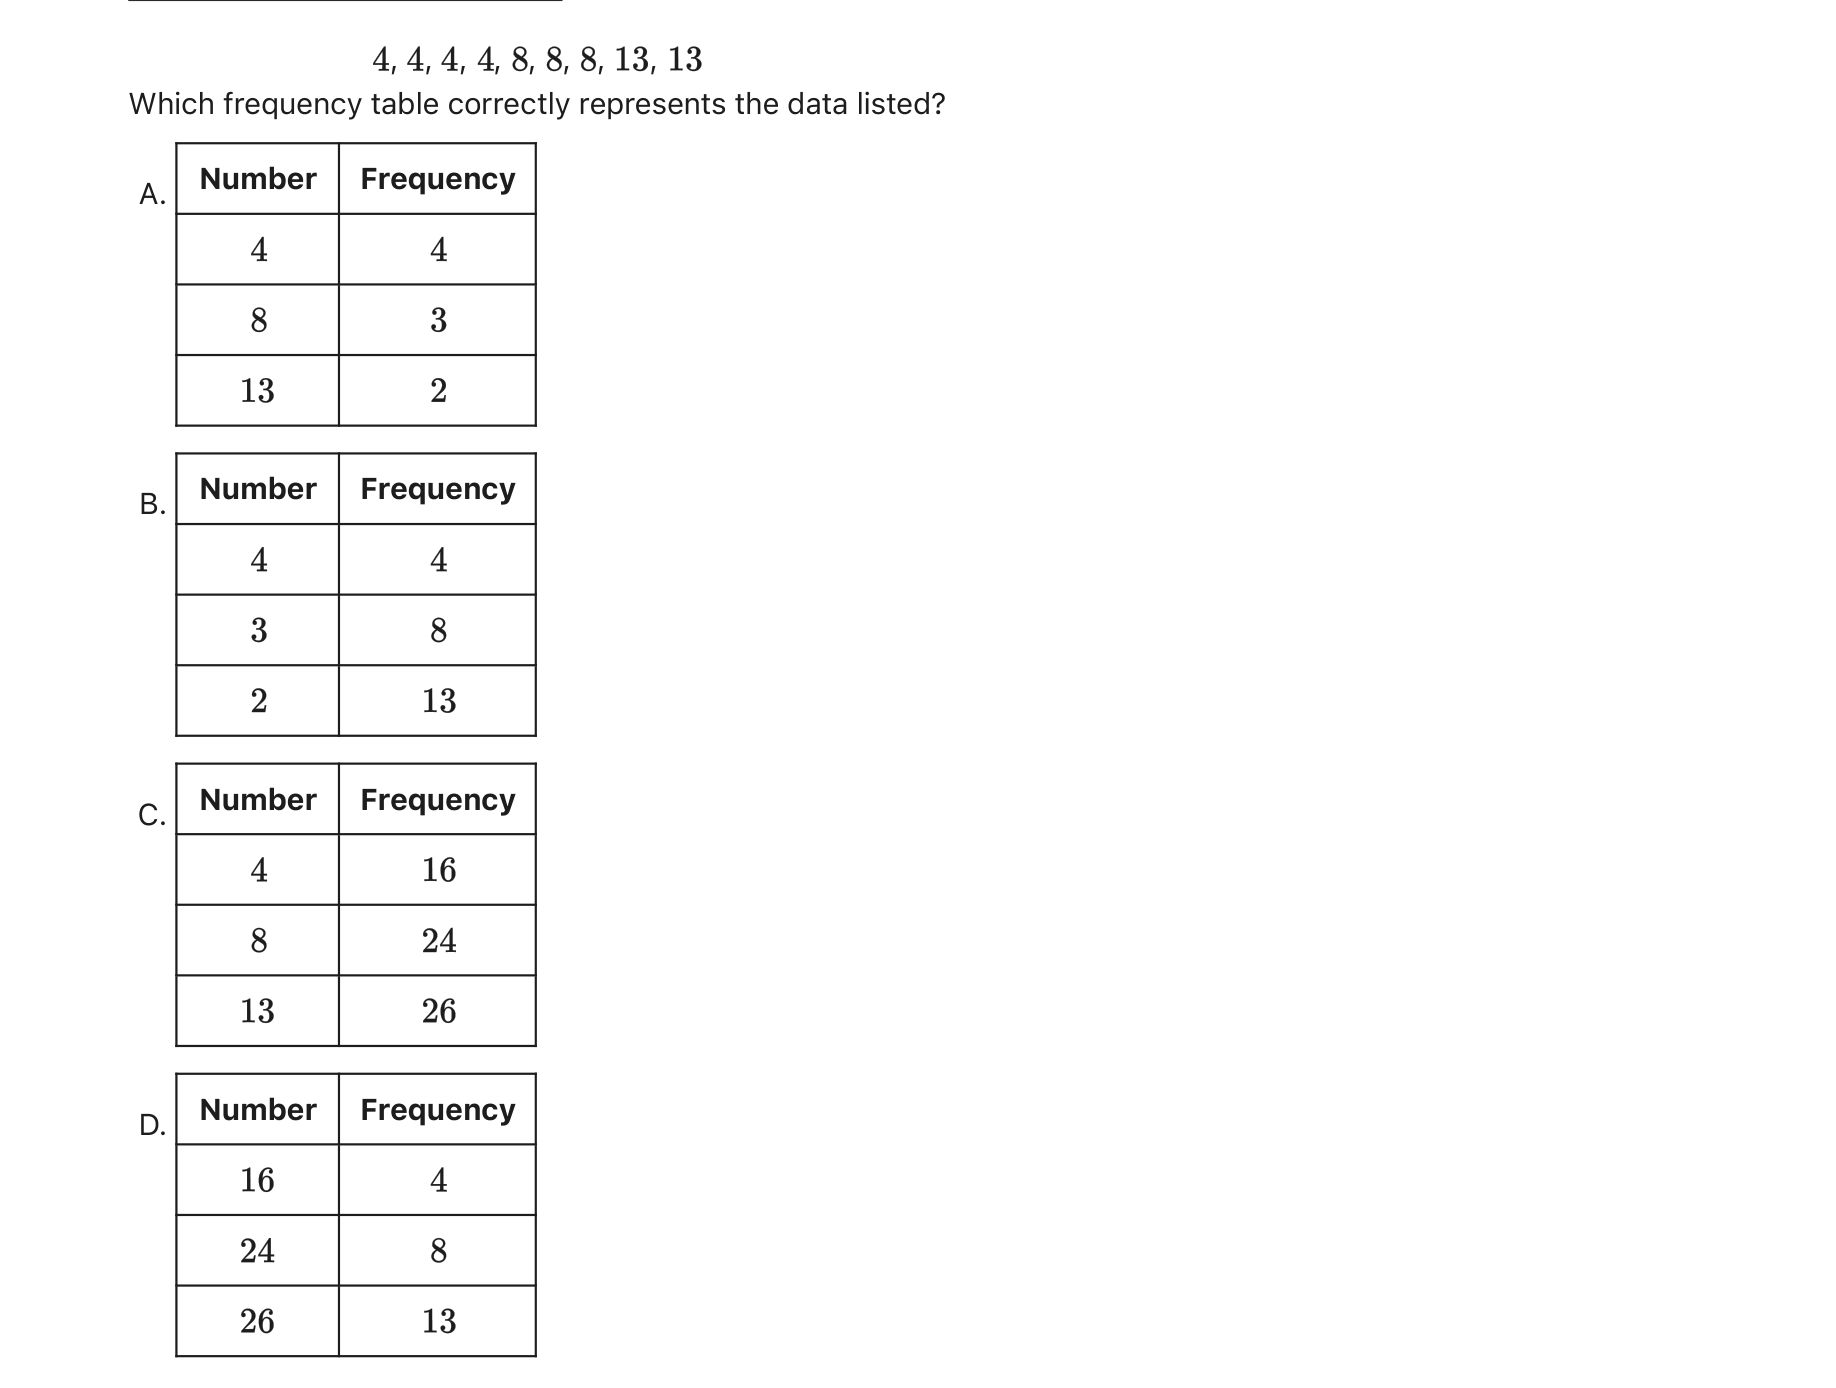 4, 4, 4, 4, 8, 8, 8, 13, 13
Which frequency table correctly represents the data listed?
A.
Number Frequency
4 4
8 3
13 2
B.
Number Frequency
4 4
3 8
2 13
C.
Number Frequency
4 16
8 24
13 26
D.
Number Frequency
16 4
24 8
26 13